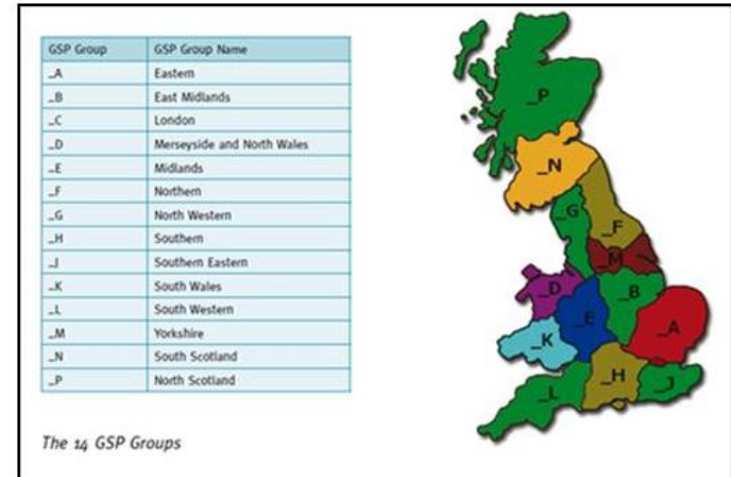 GSP Group GSP Group Name
_A Eastern
_B East Midlands
_C London
_D Merseyside and North Wales
_E Midlands
_F Northern
_G North Western
_H Southern
_J Southern Eastern
_K South Wales
_L South Western
_M Yorkshire
_N South Scotland
_P North Scotland
The 14 GSP Groups
_P
_N
_G
_F
_M
_D
_B
_E
_A
_K
_H
_J
_L